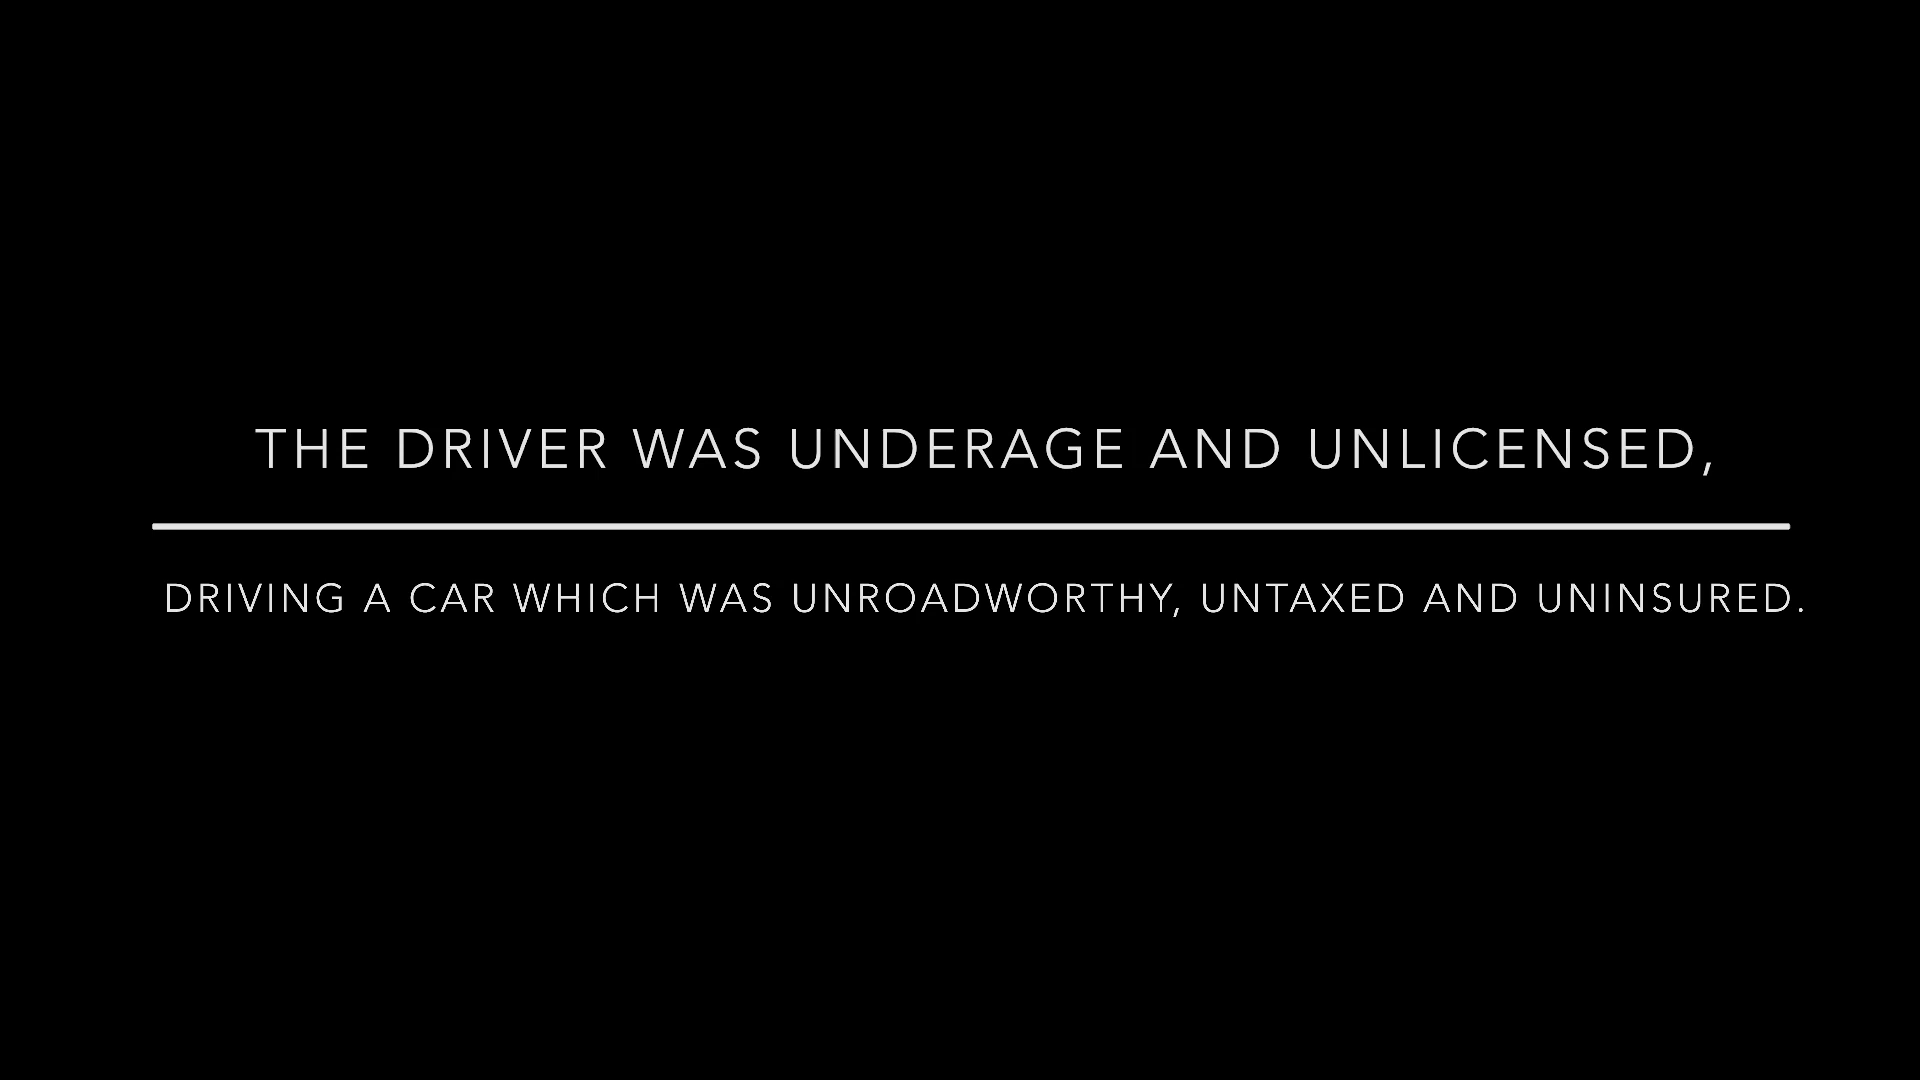 THE DRIVER WAS UNDERAGE AND UNLICENSED,
DRIVING A CAR WHICH WAS UNROADWORTHY, UNTAXED AND UNINSURED.